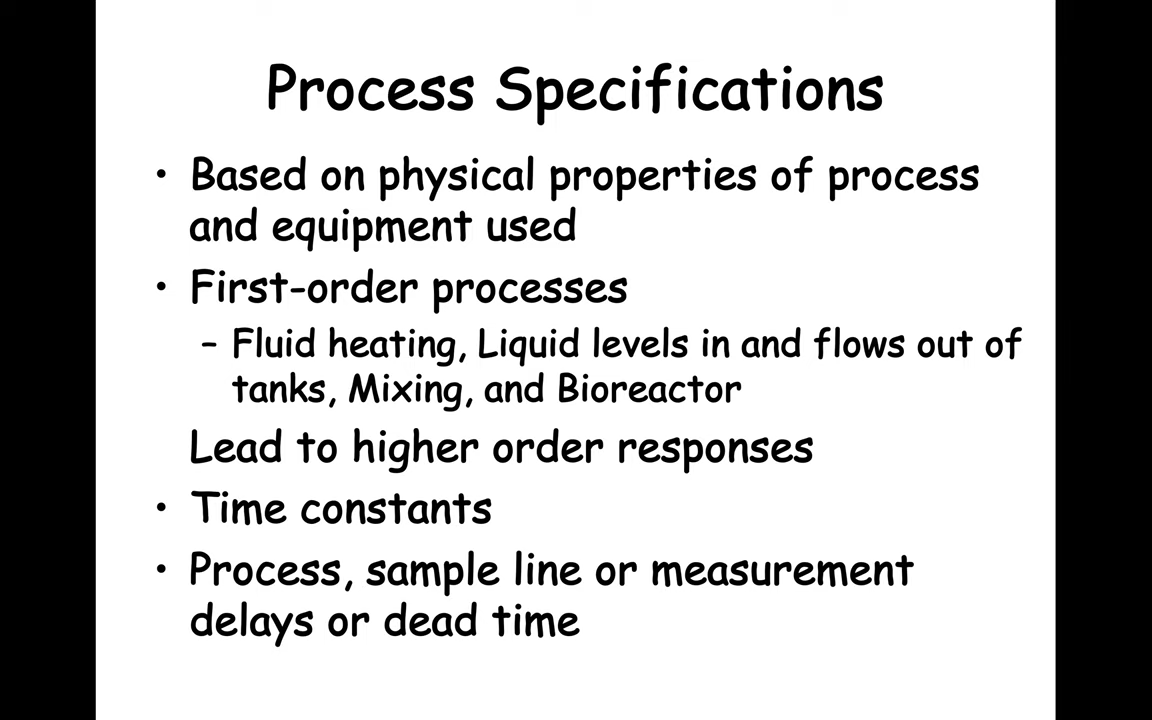 Process Specifications
• Based on physical properties of process
and equipment used
• First-order processes
– Fluid heating, Liquid levels in and flows out of
tanks, Mixing, and Bioreactor
Lead to higher order responses
• Time constants
• Process, sample line or measurement
delays or dead time